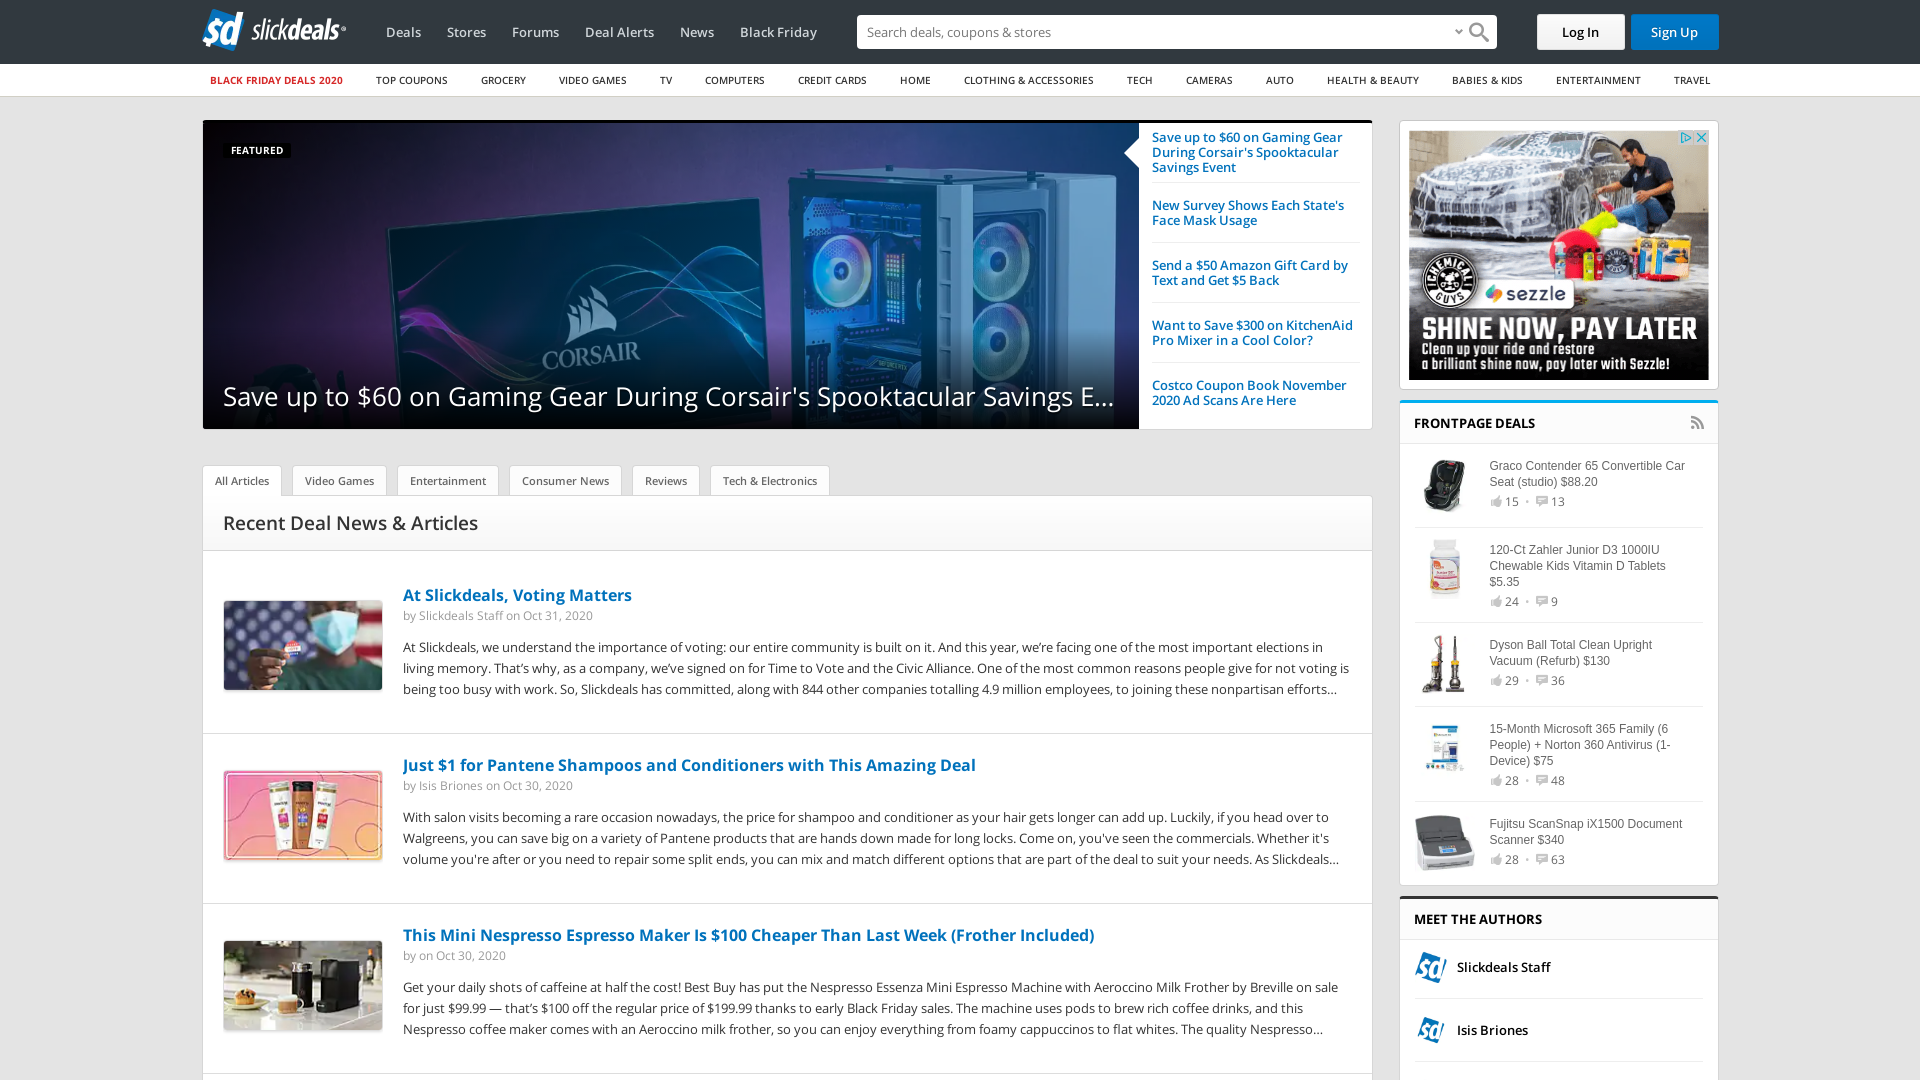 sd slickdeals
Deals
Stores
Forums
Deal Alerts
News
Black Friday
Search deals, coupons & stores
Log In
Sign Up
BLACK FRIDAY DEALS 2020
TOP COUPONS
GROCERY
VIDEO GAMES
TV
COMPUTERS
CREDIT CARDS
HOME
CLOTHING & ACCESSORIES
TECH
CAMERAS
AUTO
HEALTH & BEAUTY
BABIES & KIDS
ENTERTAINMENT
TRAVEL
FEATURED
CORSAIR
Save up to $60 on Gaming Gear During Corsair's Spooktacular Savings E...
Save up to $60 on Gaming Gear
During Corsair's Spooktacular
Savings Event
New Survey Shows Each State's
Face Mask Usage
Send a $50 Amazon Gift Card by
Text and Get $5 Back
Want to Save $300 on KitchenAid
Pro Mixer in a Cool Color?
Costco Coupon Book November
2020 Ad Scans Are Here
CHEMICAL
GUYS
sezzle
SHINE NOW, PAY LATER
Clean up your ride and restore
a brilliant shine now, pay later with Sezzle!
All Articles
Video Games
Entertainment
Consumer News
Reviews
Tech & Electronics
Recent Deal News & Articles
At Slickdeals, Voting Matters
by Slickdeals Staff on Oct 31, 2020
At Slickdeals, we understand the importance of voting: our entire community is built on it. And this year, we’re facing one of the most important elections in
living memory. That’s why, as a company, we’ve signed on for Time to Vote and the Civic Alliance. One of the most common reasons people give for not voting is
being too busy with work. So, Slickdeals has committed, along with 844 other companies totalling 4.9 million employees, to joining these nonpartisan efforts...
Just $1 for Pantene Shampoos and Conditioners with This Amazing Deal
by Isis Briones on Oct 30, 2020
With salon visits becoming a rare occasion nowadays, the price for shampoo and conditioner as your hair gets longer can add up. Luckily, if you head over to
Walgreens, you can save big on a variety of Pantene products that are hands down made for long locks. Come on, you've seen the commercials. Whether it's
volume you're after or you need to repair some split ends, you can mix and match different options that are part of the deal to suit your needs. As Slickdeals...
This Mini Nespresso Espresso Maker Is $100 Cheaper Than Last Week (Frother Included)
by on Oct 30, 2020
Get your daily shots of caffeine at half the cost! Best Buy has put the Nespresso Essenza Mini Espresso Machine with Aeroccino Milk Frother by Breville on sale
for just $99.99 — that’s $100 off the regular price of $199.99 thanks to early Black Friday sales. The machine uses pods to brew rich coffee drinks, and this
Nespresso coffee maker comes with an Aeroccino milk frother, so you can enjoy everything from foamy cappuccinos to flat whites. The quality Nespresso...
FRONTPAGE DEALS
Graco Contender 65 Convertible Car
Seat (studio) $88.20
15 • 13
120-Ct Zahler Junior D3 1000IU
Chewable Kids Vitamin D Tablets
$5.35
24 • 9
Dyson Ball Total Clean Upright
Vacuum (Refurb) $130
29 • 36
15-Month Microsoft 365 Family (6
People) + Norton 360 Antivirus (1-
Device) $75
28 • 48
Fujitsu ScanSnap iX1500 Document
Scanner $340
28 • 63
MEET THE AUTHORS
sd Slickdeals Staff
sd Isis Briones